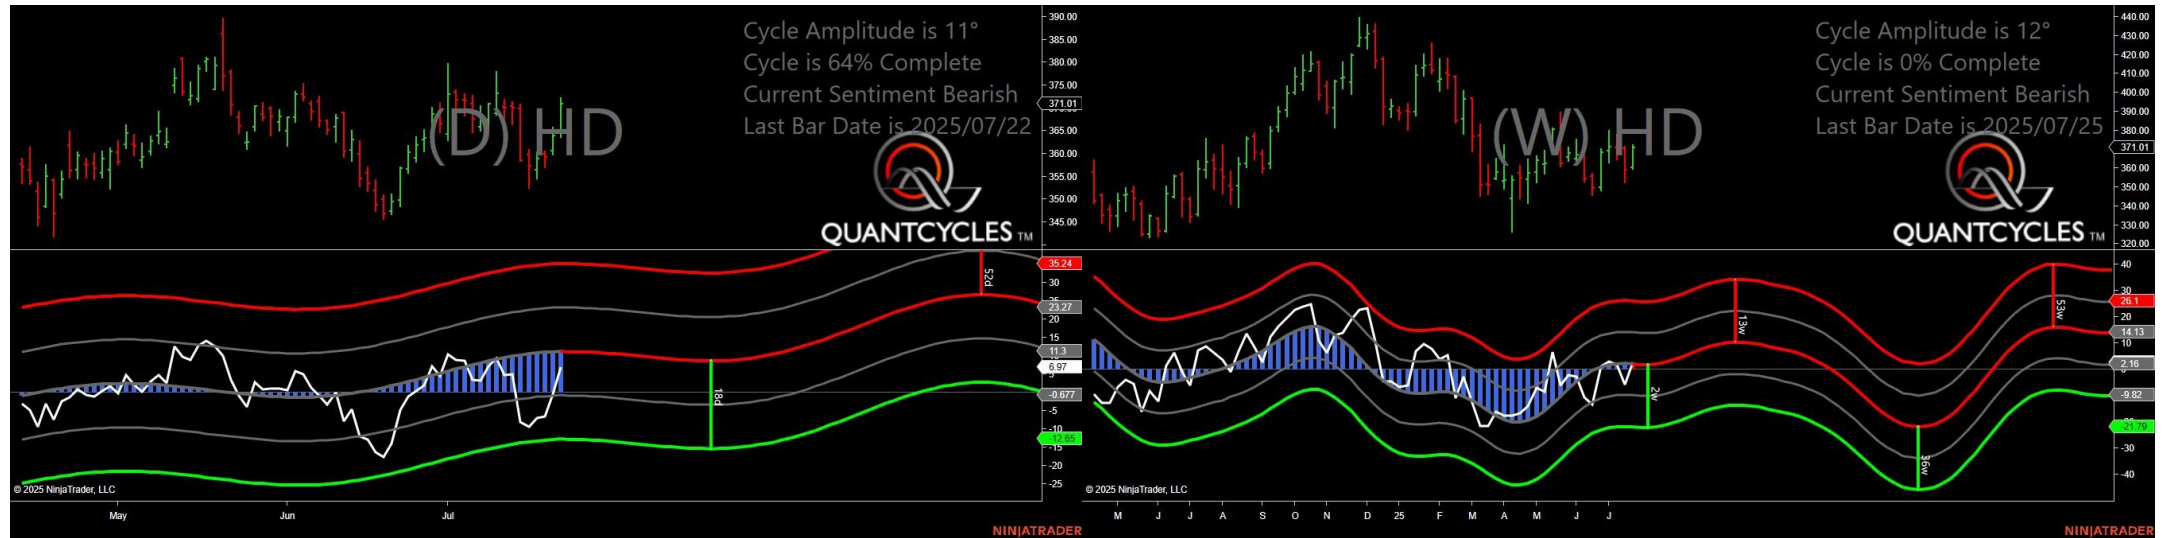 Cycle Amplitude is 11°
Cycle is 64% Complete
Current Sentiment Bearish
Last Bar Date is 2025/07/22
(D) HD
QUANTCYCLES TM
390.00
385.00
380.00
375.00
371.01
365.00
360.00
355.00
350.00
345.00
35.24
30
23.27
20
15
11.3
6.97
-0.677
-5
-10
-12.65
-15
-20
-25
52d
18d
© 2025 NinjaTrader, LLC
May Jun Jul
NINJATRADER
Cycle Amplitude is 12°
Cycle is 0% Complete
Current Sentiment Bearish
Last Bar Date is 2025/07/25
(W) HD
QUANTCYCLES TM
440.00
430.00
420.00
410.00
400.00
390.00
380.00
371.01
360.00
350.00
340.00
330.00
320.00
40
30
26.1
20
14.13
10
2.16
-9.82
-21.79
-30
-40
13w
53w
2w
36w
© 2025 NinjaTrader, LLC
M J J A S O N D 25 F M A M J J
NINJATRADER